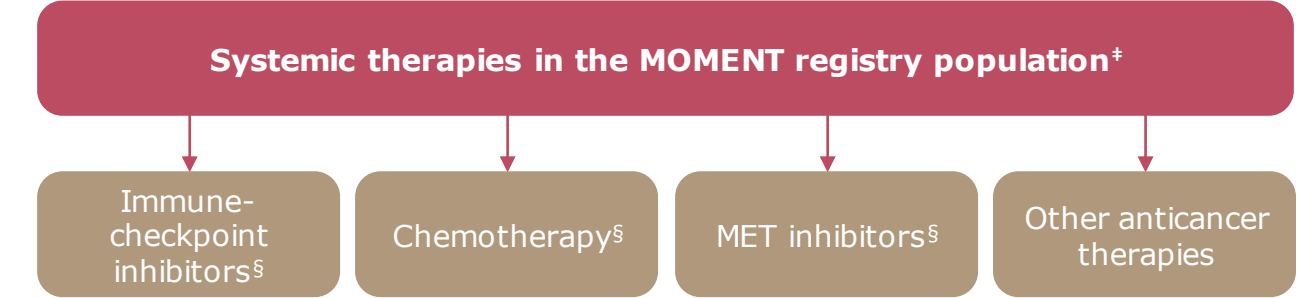 Systemic therapies in the MOMENT registry population‡
Immune-
checkpoint
inhibitors§
Chemotherapy§
MET inhibitors§
Other anticancer
therapies